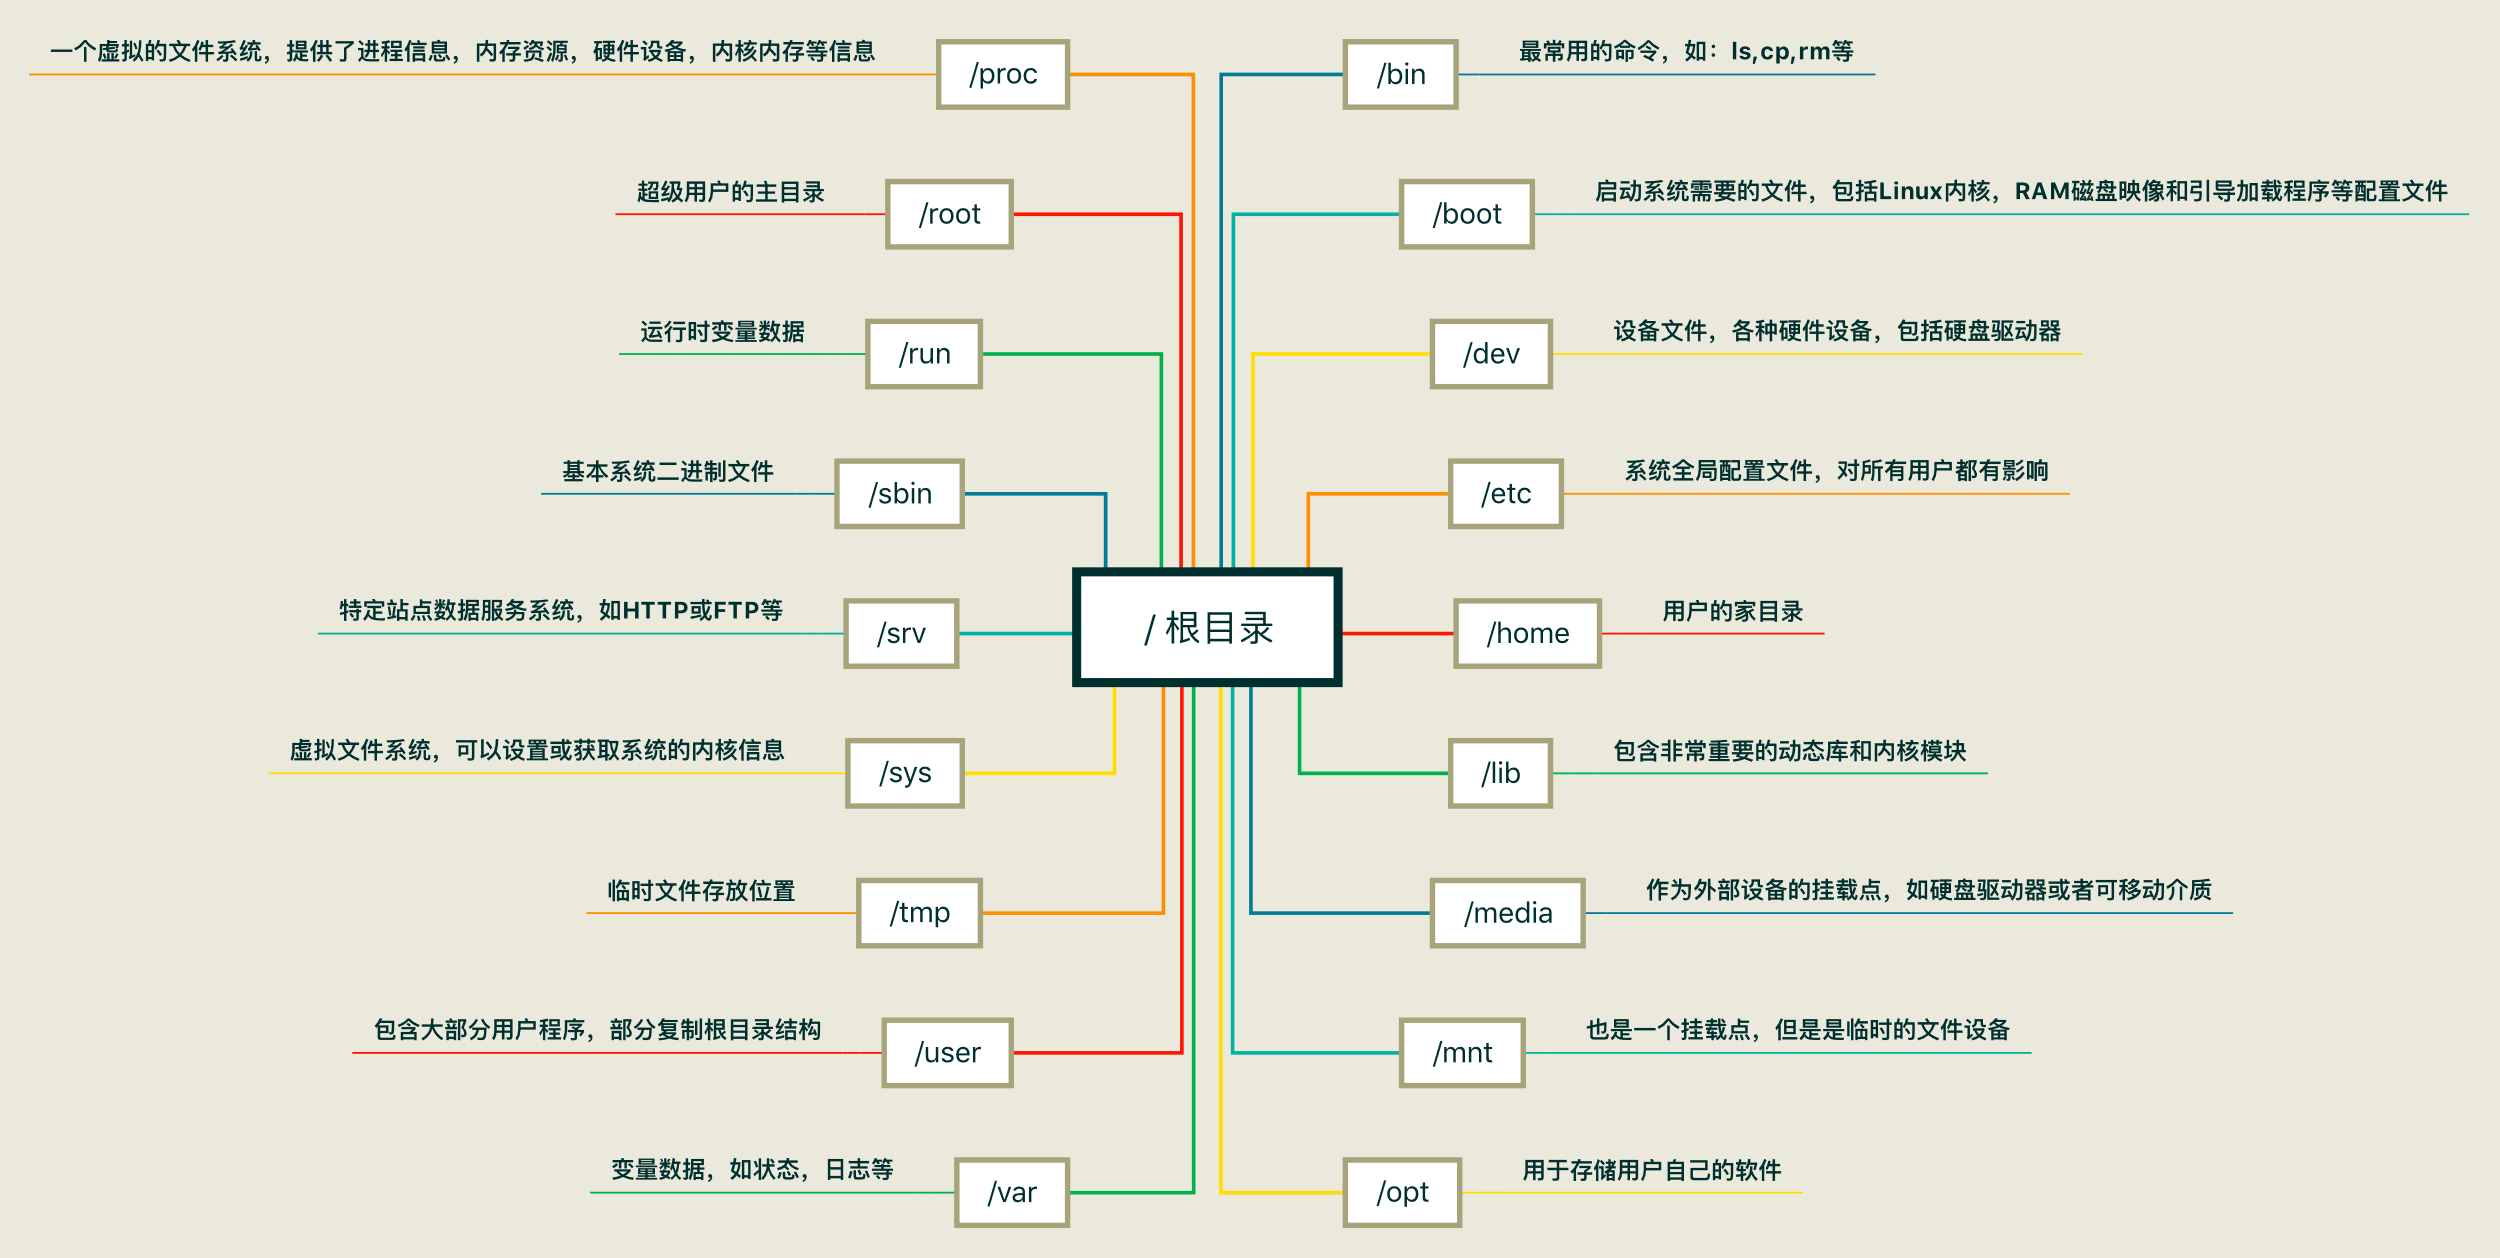 一个虚拟的文件系统，提供了进程信息，内存资源，硬件设备，内核内存等信息
/proc
超级用户的主目录
/root
运行时变量数据
/run
基本系统二进制文件
/sbin
特定站点数据服务系统，如HTTP或FTP等
/srv
虚拟文件系统，可以设置或获取系统的内核信息
/sys
临时文件存放位置
/tmp
包含大部分用户程序，部分复制根目录结构
/user
变量数据，如状态，日志等
/var
/ 根目录
/bin
最常用的命令，如：ls,cp,rm等
/boot
启动系统需要的文件，包括Linux内核，RAM磁盘映像和引导加载程序等配置文件
/dev
设备文件，各种硬件设备，包括硬盘驱动器
/etc
系统全局配置文件，对所有用户都有影响
/home
用户的家目录
/lib
包含非常重要的动态库和内核模块
/media
作为外部设备的挂载点，如硬盘驱动器或者可移动介质
/mnt
也是一个挂载点，但是是临时的文件设备
/opt
用于存储用户自己的软件